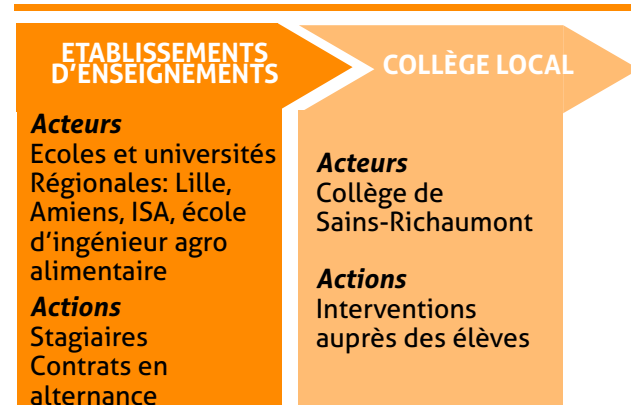 ETABLISSEMENTS
D'ENSEIGNEMENTS
Acteurs
Ecoles et universités
Régionales: Lille,
Amiens, ISA, école
d'ingénieur agro
alimentaire
Actions
Stagiaires
Contrats en
alternance
COLLÈGE LOCAL
Acteurs
Collège de
Sains-Richaumont
Actions
Interventions
auprès des élèves